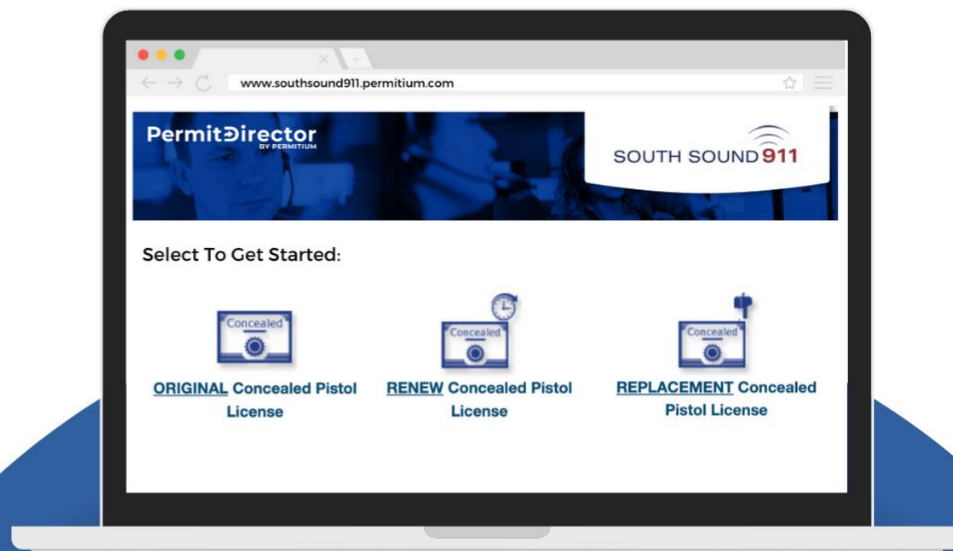 www.southsound911.permitium.com
PermitDirector
BY PERMITIUM
SOUTH SOUND 911
Select To Get Started:
Concealed
ORIGINAL Concealed Pistol
License
Concealed
RENEW Concealed Pistol
License
Concealed
REPLACEMENT Concealed
Pistol License